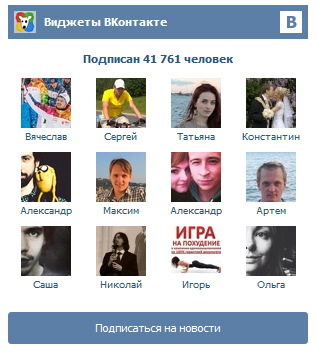 Виджеты ВКонтакте
B
Подписан 41 761 человек
Вячеслав Сергей Татьяна Константин
Александр Максим Александр Артем
ИГРА
НА ПОХУДЕНИЕ
Саша Николай Игорь Ольга
Подписаться на новости